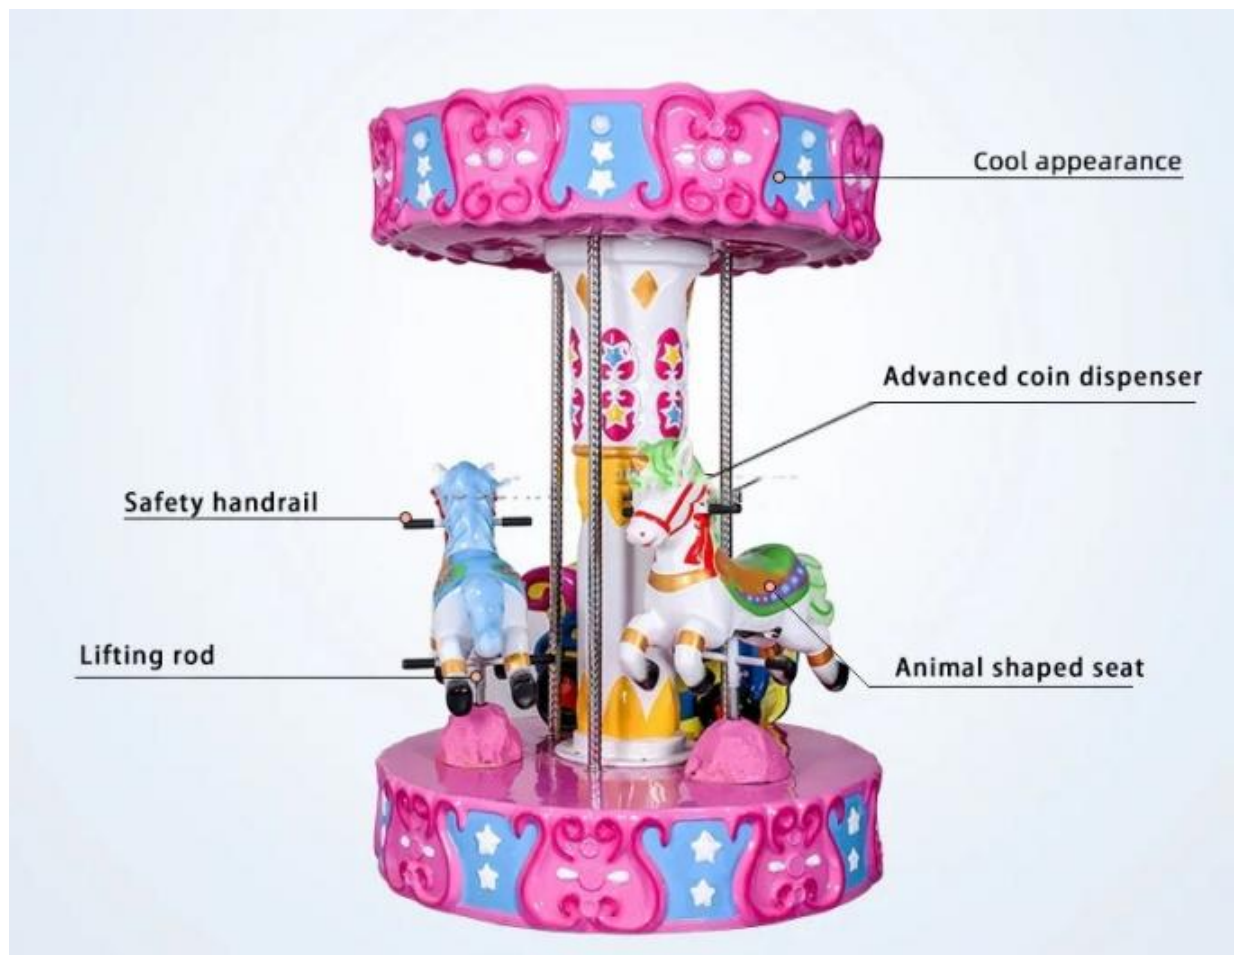 Cool appearance
Advanced coin dispenser
Safety handrail
Lifting rod
Animal shaped seat